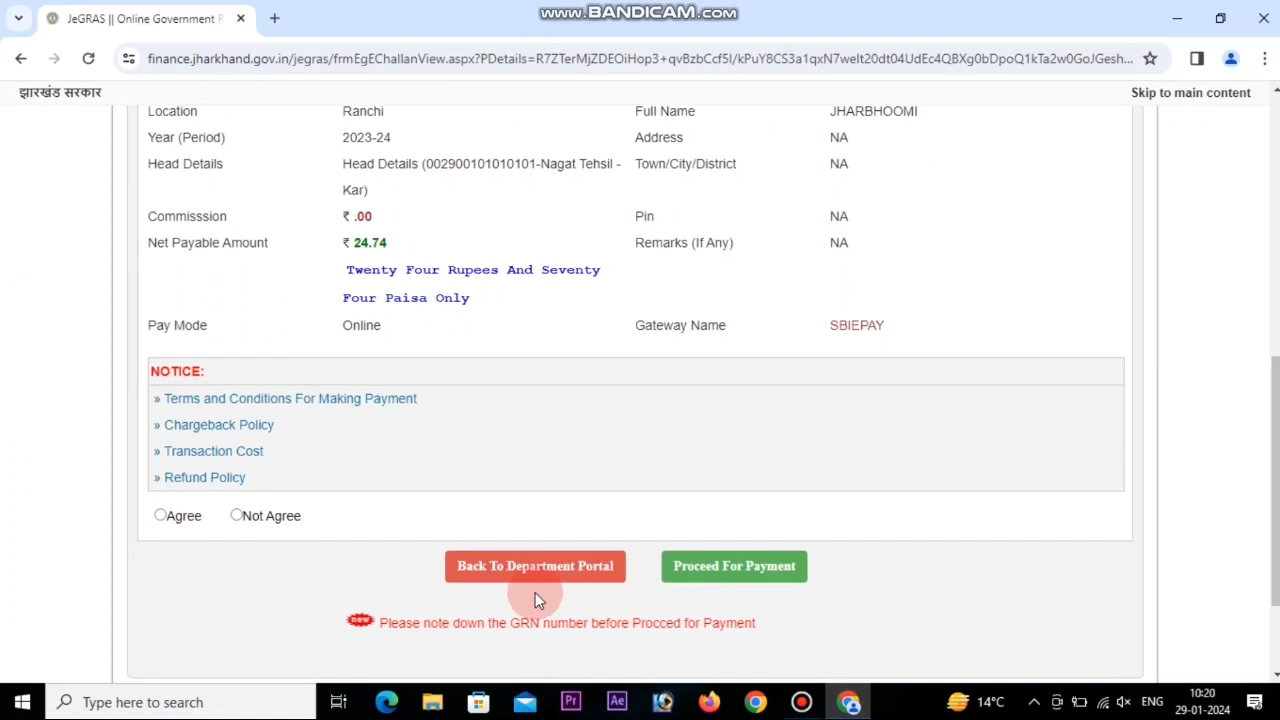 www.BANDICAM.com
JeGRAS || Online Government R
finance.jharkhand.gov.in/jegras/frmEgEChallanView.aspx?PDetails=R7ZTerMjZDEOiHop3+qvBzbCcf5I/kPuY8CS3a1qxN7weIt20dt04UdEc4QBXg0bDpoQ1kTa2w0GoJGesh...
झारखंड सरकार
Skip to main content
Location Ranchi Full Name JHARBHOOMI
Year (Period) 2023-24 Address NA
Head Details Head Details (002900101010101-Nagat Tehsil - Town/City/District NA
Kar)
Commisssion ₹ .00 Pin NA
Net Payable Amount ₹ 24.74 Remarks (If Any) NA
Twenty Four Rupees And Seventy
Four Paisa Only
Pay Mode Online Gateway Name SBIEPAY
NOTICE:
» Terms and Conditions For Making Payment
» Chargeback Policy
» Transaction Cost
» Refund Policy
Agree Not Agree
Back To Department Portal Proceed For Payment
new Please note down the GRN number before Procced for Payment
Type here to search
Pr
Ae
14°C
ENG
10:20
29-01-2024